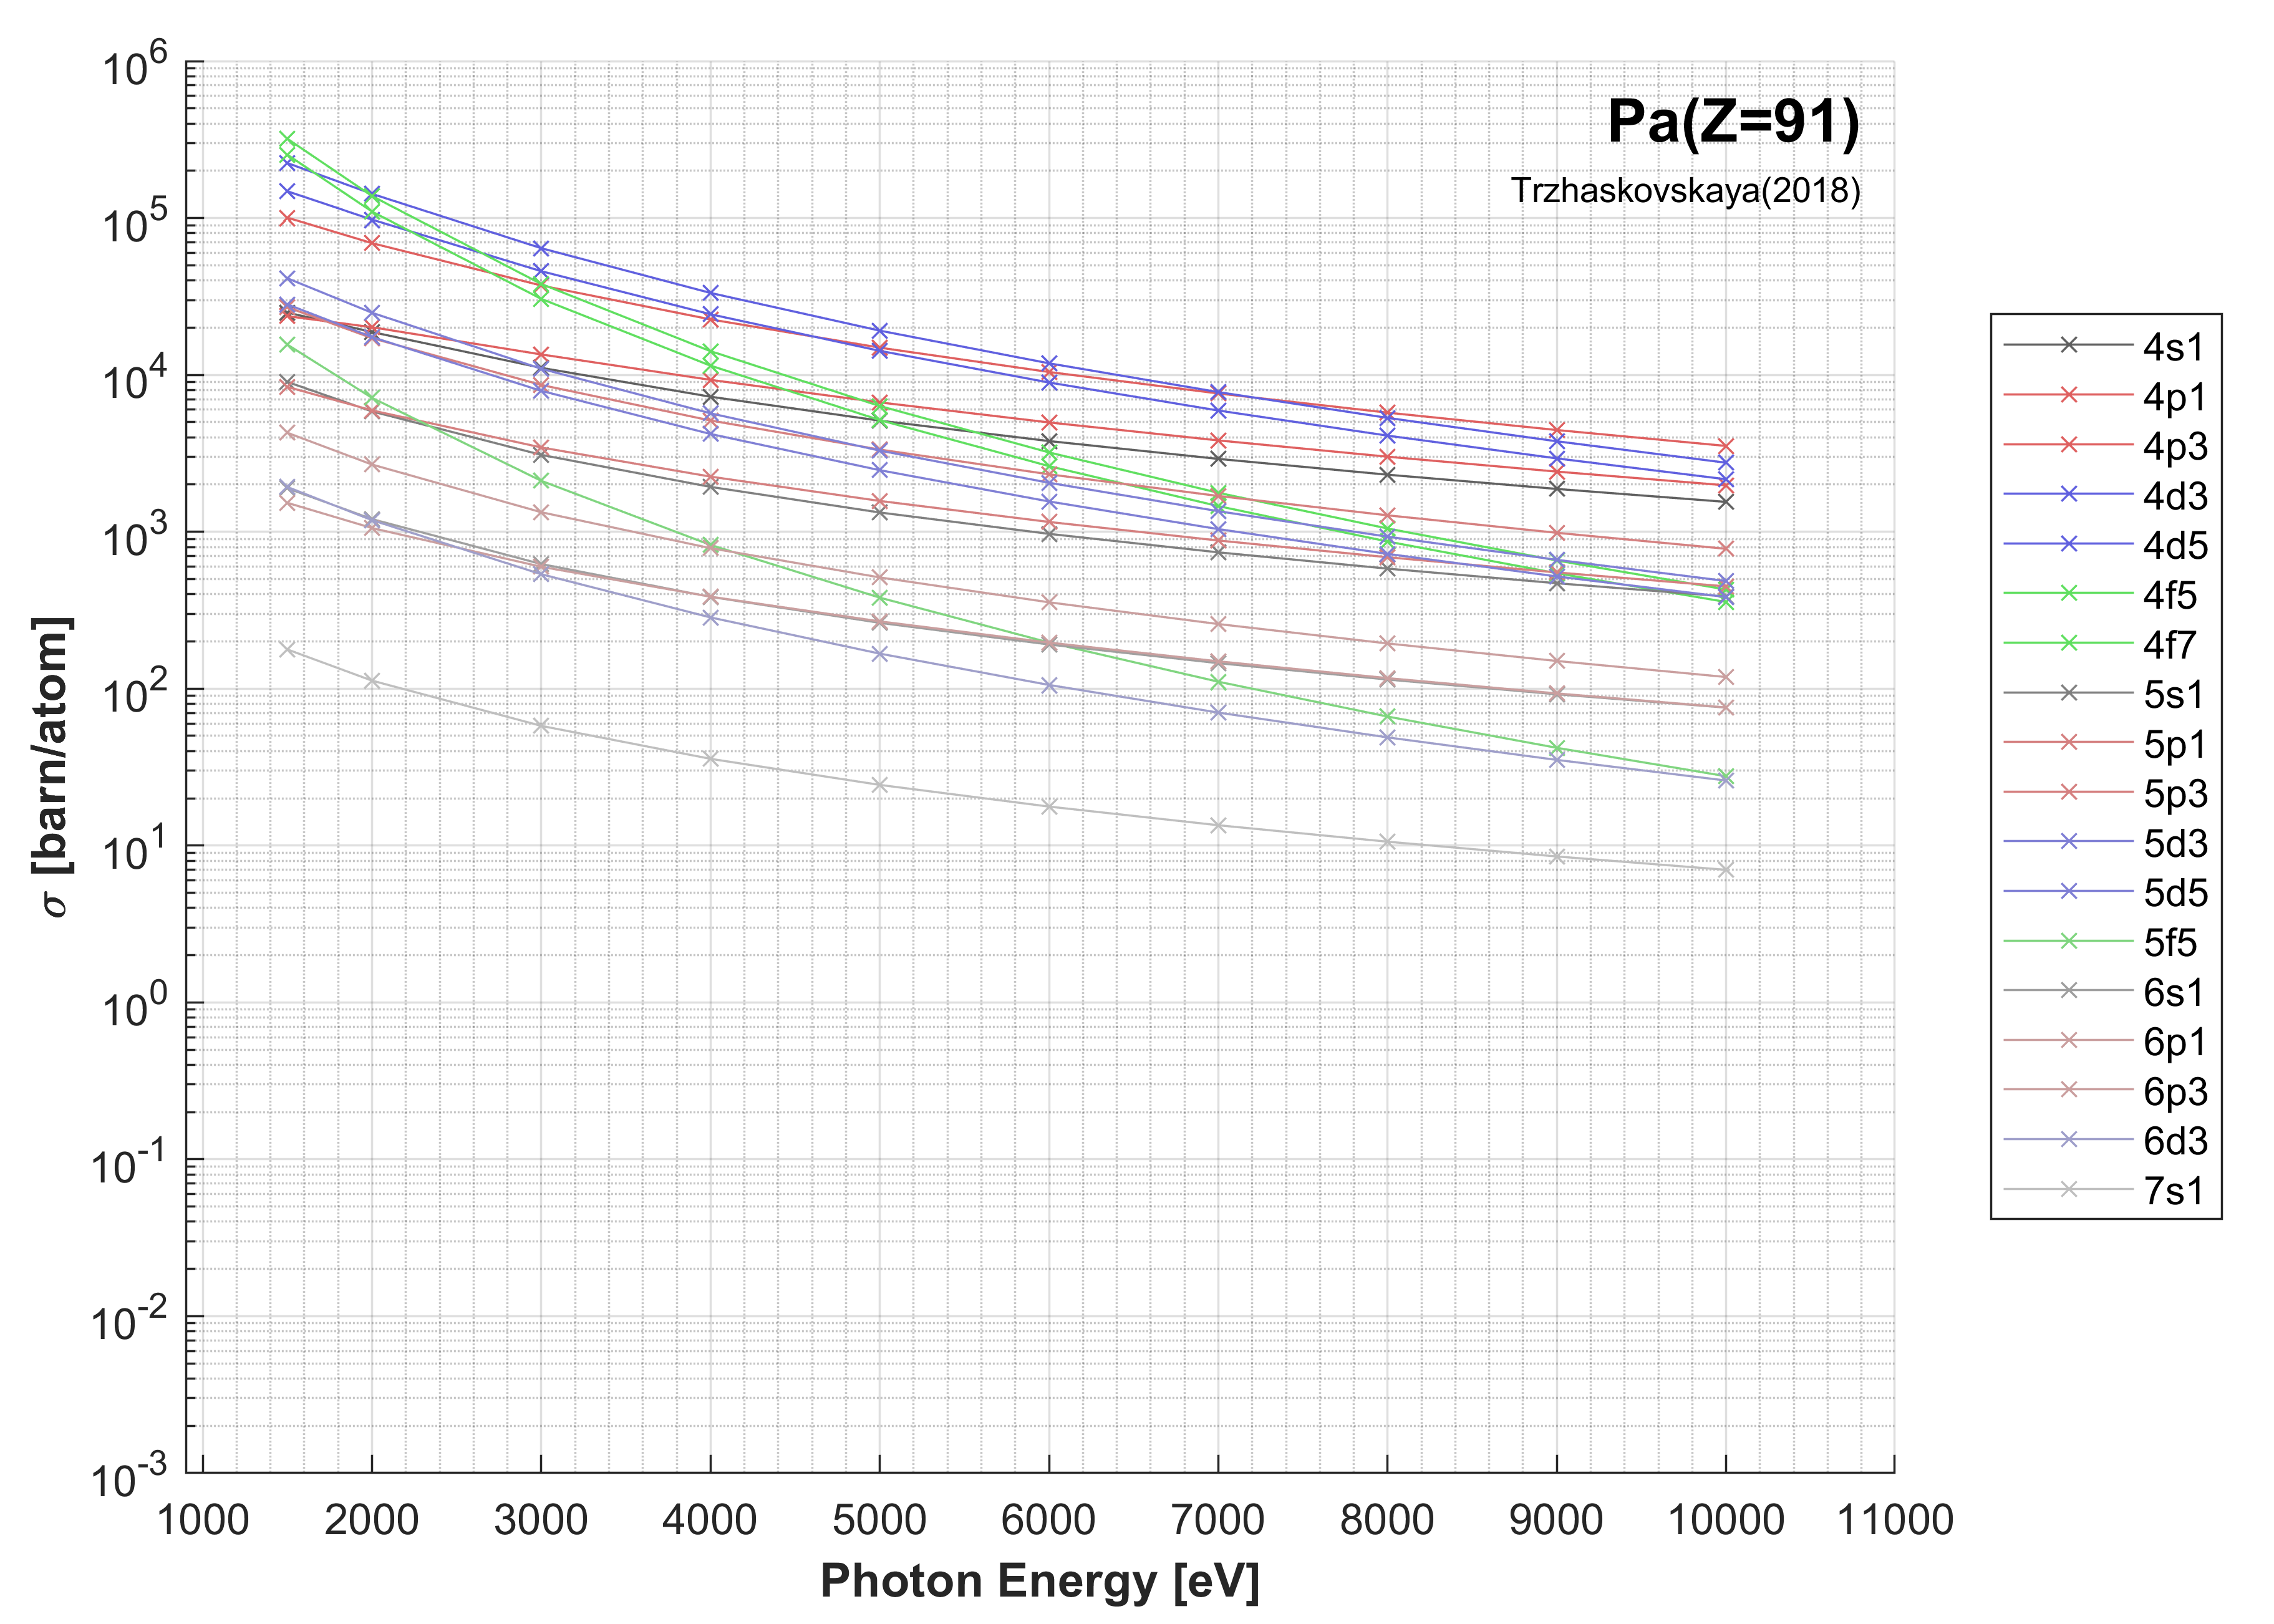 Pa(Z=91)
Trzhaskovskaya(2018)
10^6
10^5
10^4
10^3
10^2
10^1
10^0
10^-1
10^-2
10^-3
σ [barn/atom]
1000 2000 3000 4000 5000 6000 7000 8000 9000 10000 11000
Photon Energy [eV]
4s1
4p1
4p3
4d3
4d5
4f5
4f7
5s1
5p1
5p3
5d3
5d5
5f5
6s1
6p1
6p3
6d3
7s1